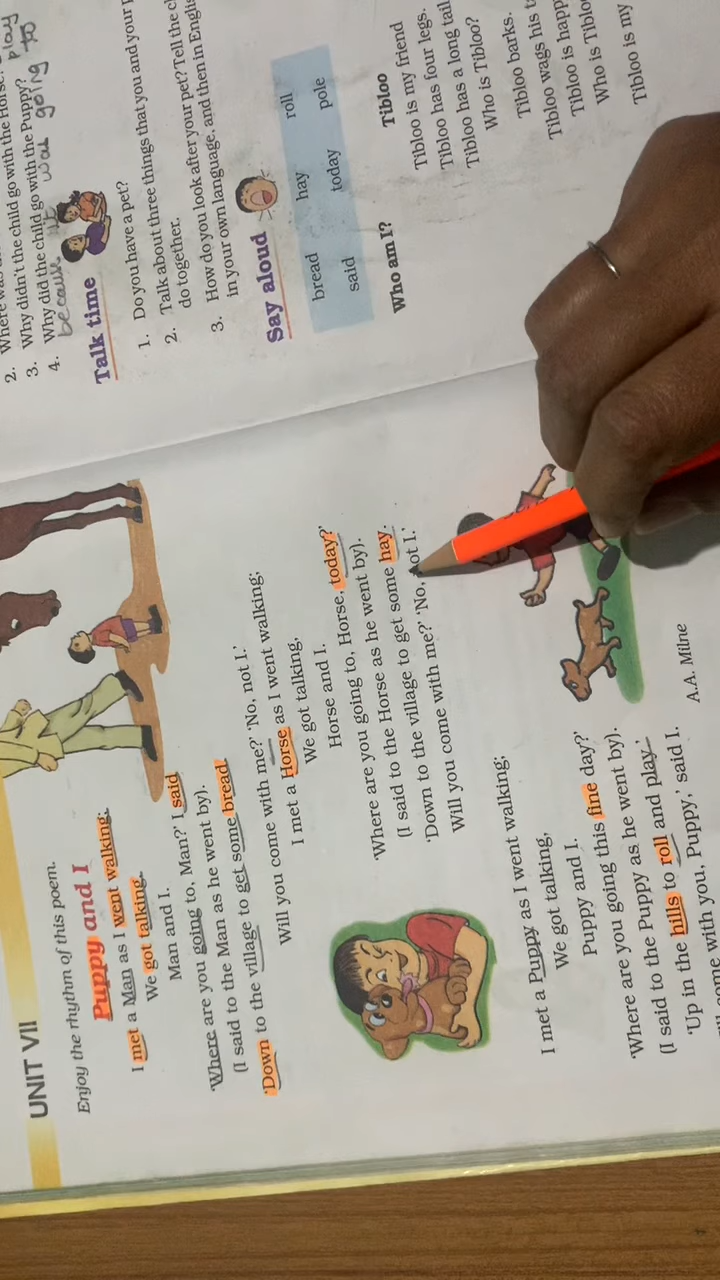 UNIT VII
Enjoy the rhythm of this poem.
Puppy and I
I met a Man as I went walking;
We got talking,
Man and I.
'Where are you going to, Man?' I said
(I said to the Man as he went by).
'Down to the village to get some bread.
Will you come with me?' 'No, not I.'
I met a Horse as I went walking;
We got talking,
Horse and I.
'Where are you going to, Horse, today?'
(I said to the Horse as he went by).
'Down to the village to get some hay.
Will you come with me?' 'No, not I.'
I met a Puppy as I went walking;
We got talking,
Puppy and I.
'Where are you going this fine day?'
(I said to the Puppy as he went by).
'Up in the hills to roll and play.'
come with you, Puppy,' said I.
A.A. Milne
play
2. Where was
3. Why didn't the child go with the Horse?
4. Why did the child go with the Puppy?
because it was going to
Talk time
1. Do you have a pet?
2. Talk about three things that you and your
do together.
3. How do you look after your pet? Tell the
in your own language, and then in
Say aloud
bread hay roll
said today pole
Who am I?
Tibloo
Tibloo is my friend
Tibloo has four legs.
Tibloo has a long tail
Who is Tibloo?
Tibloo barks.
Tibloo wags his
Tibloo is
Who is
Tibloo is my